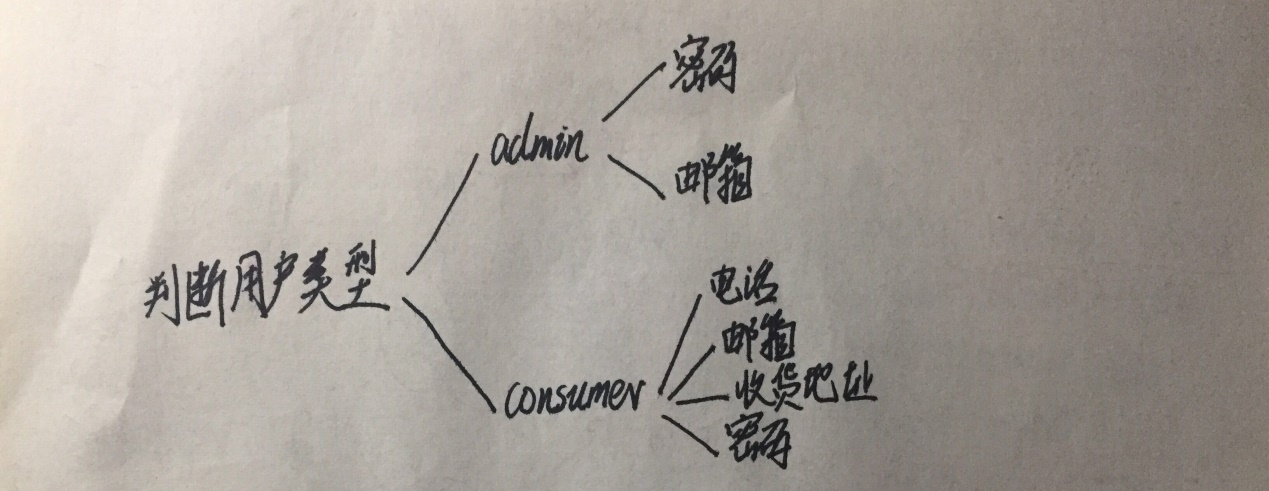 判断用户类型
admin
密码
邮箱
consumer
电话
邮箱
收货地址
密码